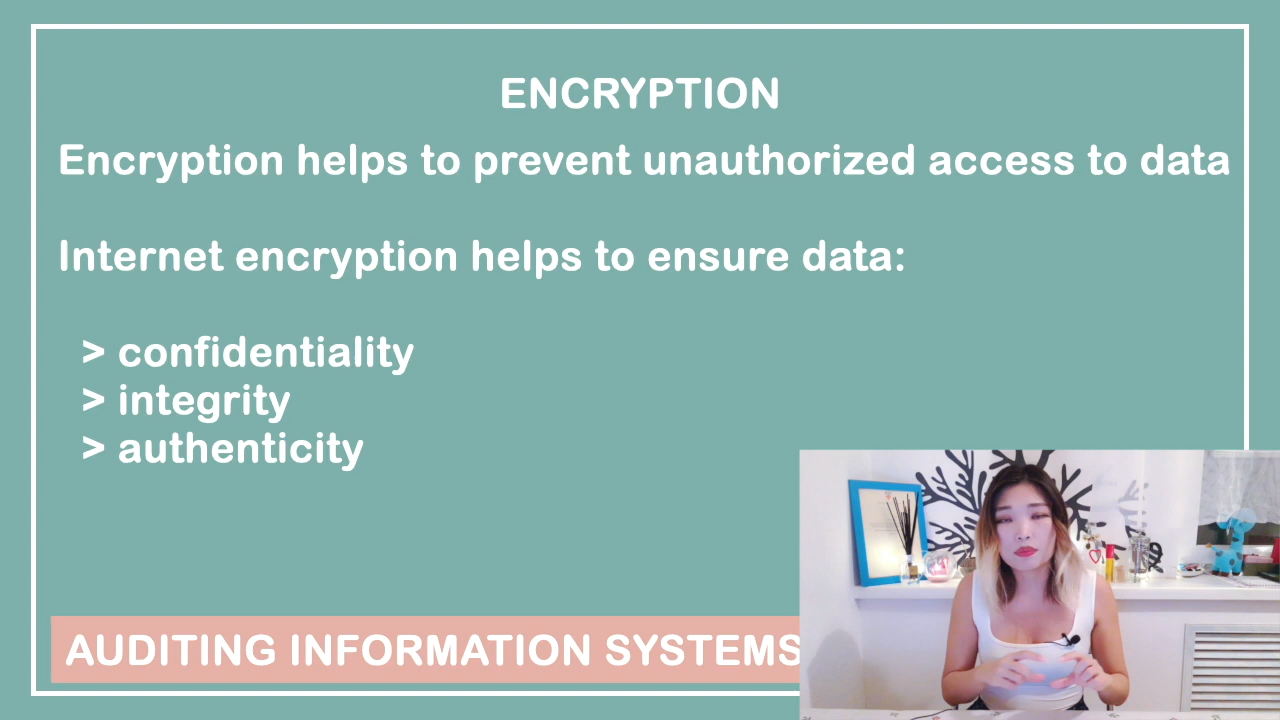 ENCRYPTION
Encryption helps to prevent unauthorized access to data
Internet encryption helps to ensure data:
> confidentiality
> integrity
> authenticity
AUDITING INFORMATION SYSTEMS